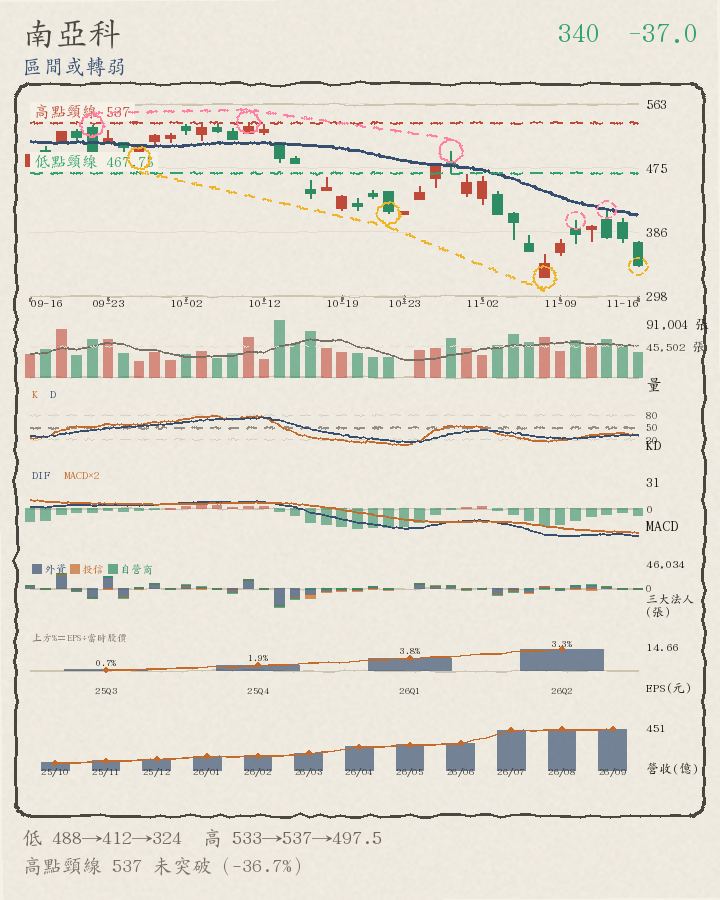 南亞科
340 -37.0
區間或轉弱
高點頸線 537
563
低點頸線 467.73
475
386
298
09-16 09-23 10-02 10-12 10-19 10-23 11-02 11-09 11-16
91,004 張
45,502 張
量
K D
80
50
20
KD
DIF MACD×2
31
0
MACD
外資 投信 自營商
46,034
0
三大法人
(張)
上方%=EPS÷當時股價
0.7% 1.9% 3.8% 3.3%
14.66
25Q3 25Q4 26Q1 26Q2
EPS(元)
451
25/10 25/11 25/12 26/01 26/02 26/03 26/04 26/05 26/06 26/07 26/08 26/09
營收(億)
低 488→412→324 高 533→537→497.5
高點頸線 537 未突破 (-36.7%)